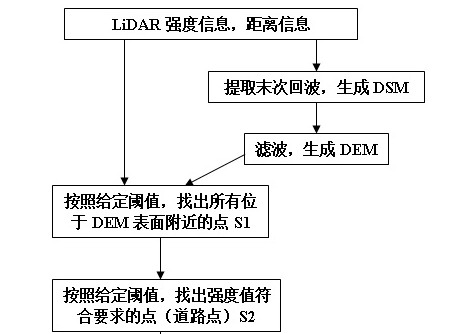 LiDAR 强度信息，距离信息
提取末次回波，生成 DSM
滤波，生成 DEM
按照给定阈值，找出所有位
于 DEM 表面附近的点 S1
按照给定阈值，找出强度值符
合要求的点（道路点）S2